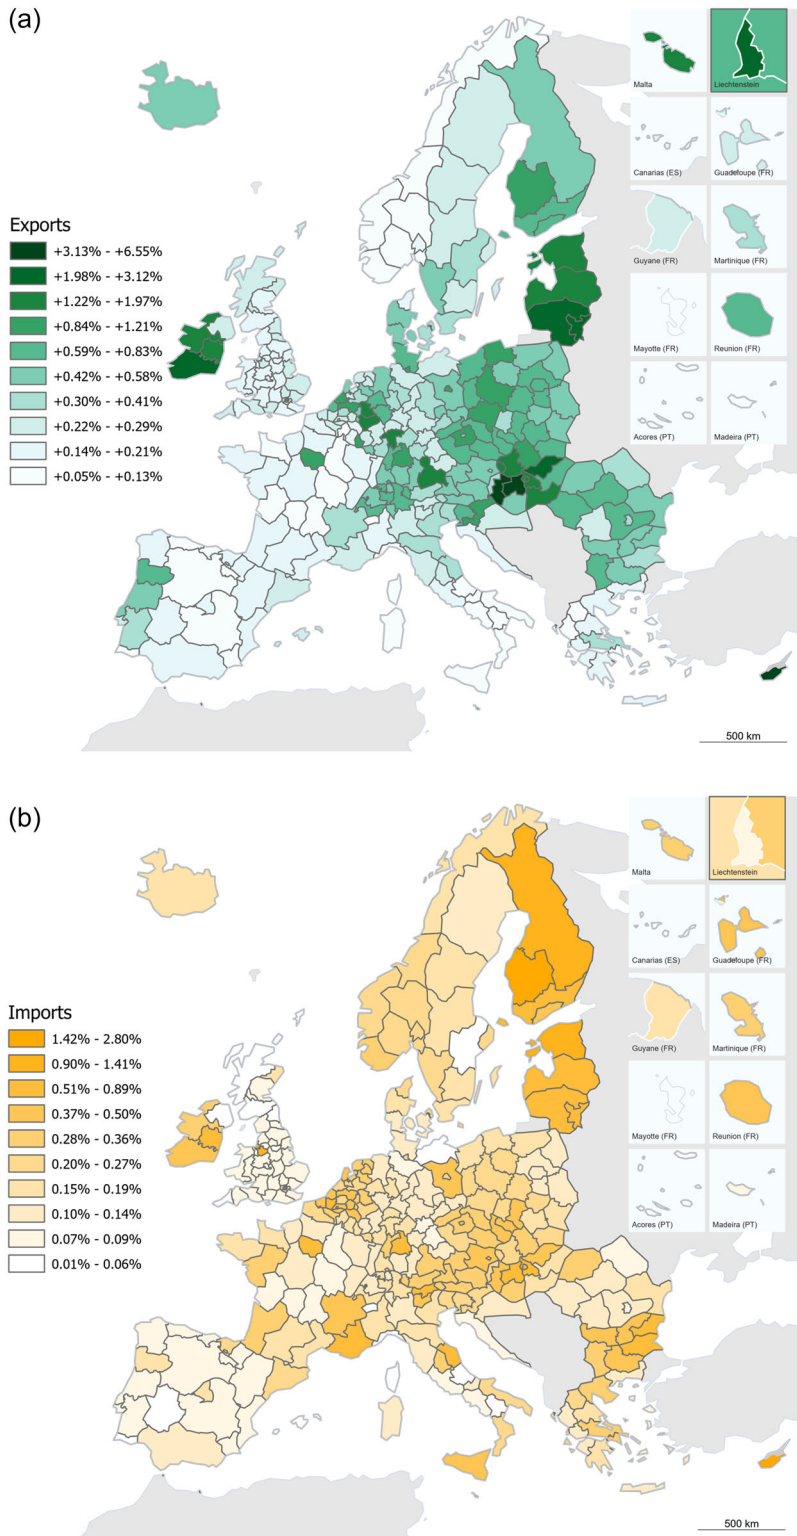 (a)
Malta
Liechtenstein
Canarias (ES)
Guadeloupe (FR)
Exports
+3.13% - +6.55%
+1.98% - +3.12%
+1.22% - +1.97%
+0.84% - +1.21%
+0.59% - +0.83%
+0.42% - +0.58%
+0.30% - +0.41%
+0.22% - +0.29%
+0.14% - +0.21%
+0.05% - +0.13%
Guyane (FR)
Martinique (FR)
Mayotte (FR)
Reunion (FR)
Acores (PT)
Madeira (PT)
500 km
(b)
Malta
Liechtenstein
Canarias (ES)
Guadeloupe (FR)
Imports
1.42% - 2.80%
0.90% - 1.41%
0.51% - 0.89%
0.37% - 0.50%
0.28% - 0.36%
0.20% - 0.27%
0.15% - 0.19%
0.10% - 0.14%
0.07% - 0.09%
0.01% - 0.06%
Guyane (FR)
Martinique (FR)
Mayotte (FR)
Reunion (FR)
Acores (PT)
Madeira (PT)
500 km